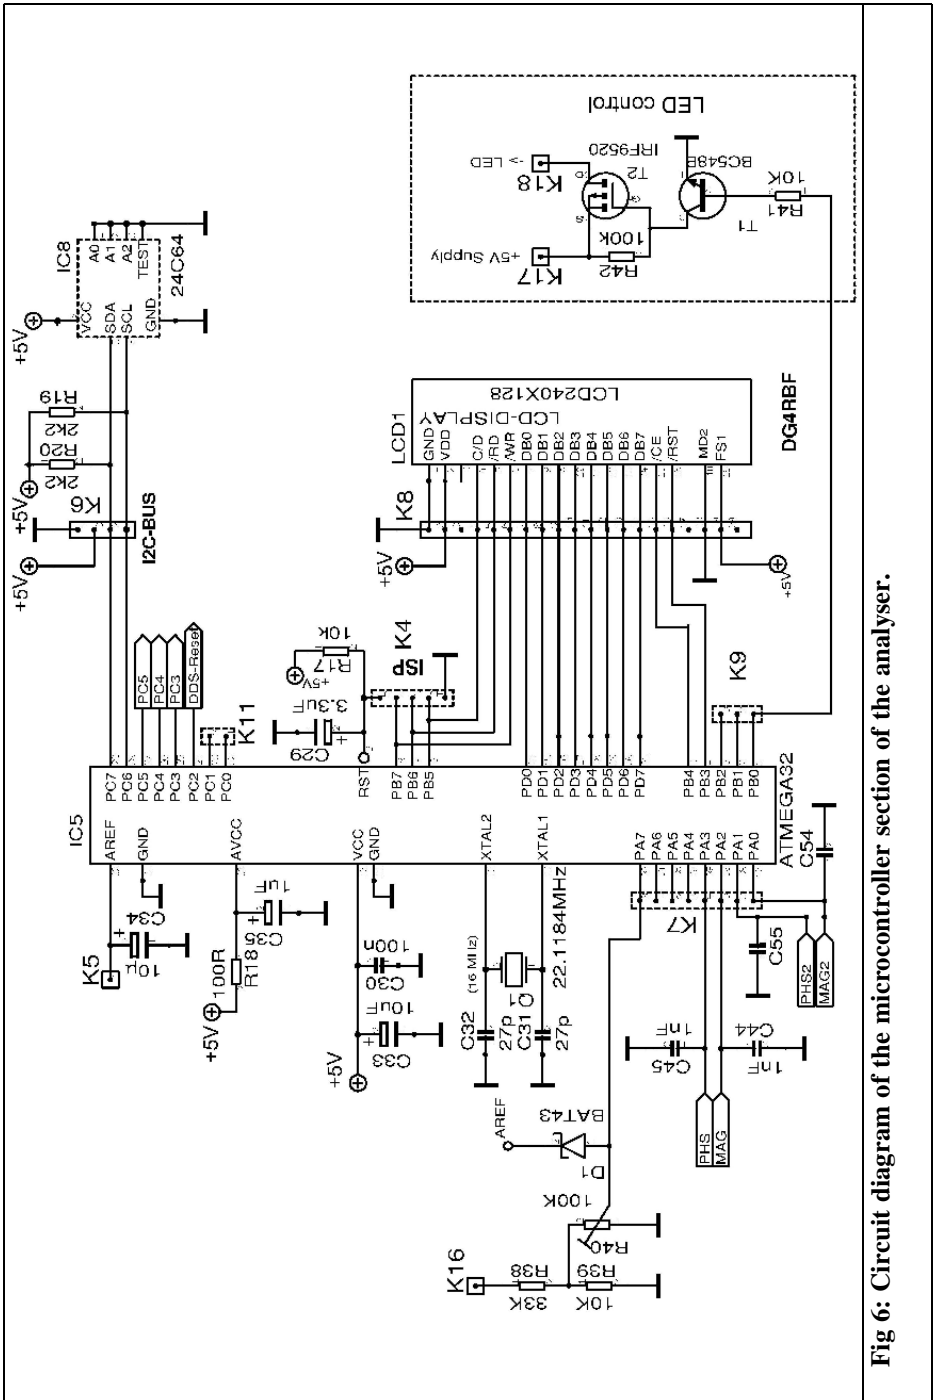 LED control
-> LED
K18
T2
IRF9520
D
G
S
BC548B
T1
10K
R41
+5V Supply
K17
100k
R42
IC8
A0
A1
A2
TEST
24C64
VCC
SDA
SCL
GND
+5V
R19
2k2
R20
2k2
+5V
K6
+5V
I2C-BUS
LCD1
LCD240X128
LCD-DISPLAY
GND
VDD
C/D
/RD
/WR
DB0
DB1
DB2
DB3
DB4
DB5
DB6
DB7
/CE
/RST
MD2
FS1
DG4RBF
K8
+5V
+5V
PC5
PC4
PC3
DDS-Reset
K11
10k
R17
+5V
3.3uF
C29
K4
ISP
K9
IC5
ATMEGA32
PC7
PC6
PC5
PC4
PC3
PC2
PC1
PC0
RST
PB7
PB6
PB5
PD0
PD1
PD2
PD3
PD4
PD5
PD6
PD7
PB4
PB3
PB2
PB1
PB0
AREF
GND
AVCC
VCC
GND
XTAL2
XTAL1
PA7
PA6
PA5
PA4
PA3
PA2
PA1
PA0
K5
C34
10µ
+5V
100R
R18
1uF
C35
100n
C30
10uF
C33
+5V
(16 MHz)
Q1
22.1184MHz
C32
27p
C31
27p
K7
C54
C55
PHS2
MAG2
1nF
C45
C44
1nF
PHS
MAG
AREF
BAT43
D1
100K
R40
K16
R38
33K
R39
10K
Fig 6: Circuit diagram of the microcontroller section of the analyser.